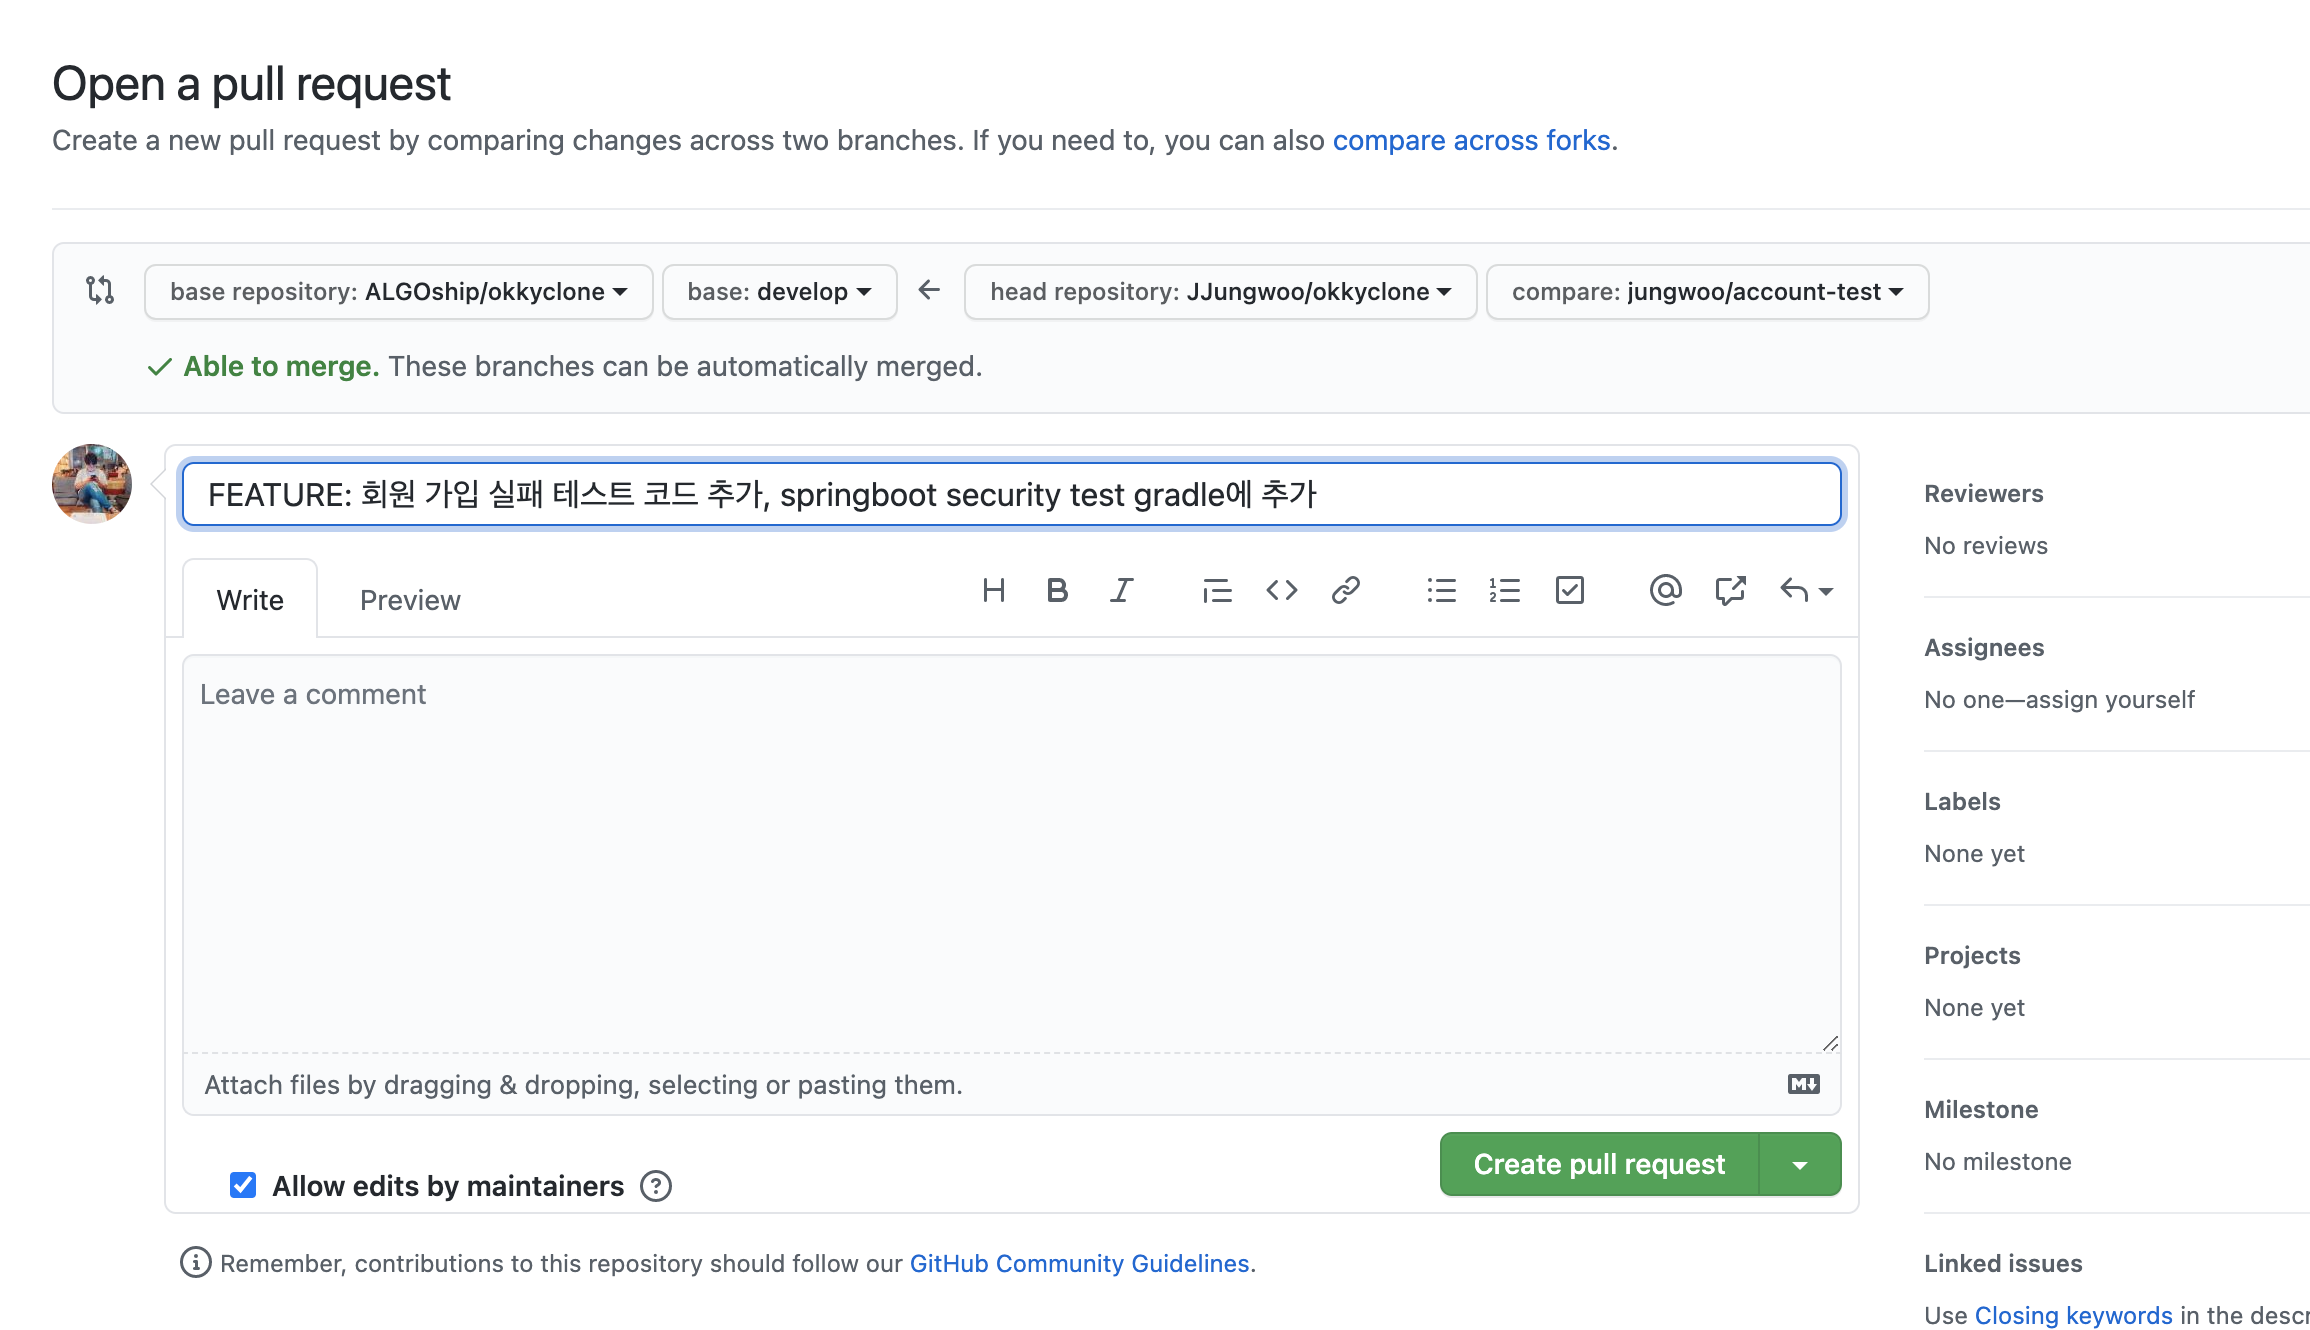 Open a pull request
Create a new pull request by comparing changes across two branches. If you need to, you can also compare across forks.
base repository: ALGOship/okkyclone base: develop head repository: JJungwoo/okkyclone compare: jungwoo/account-test
Able to merge. These branches can be automatically merged.
FEATURE: 회원 가입 실패 테스트 코드 추가, springboot security test gradle에 추가
Write Preview
Leave a comment
Attach files by dragging & dropping, selecting or pasting them.
Allow edits by maintainers
Create pull request
Remember, contributions to this repository should follow our GitHub Community Guidelines.
Reviewers
No reviews
Assignees
No one—assign yourself
Labels
None yet
Projects
None yet
Milestone
No milestone
Linked issues
Use Closing keywords in the descr